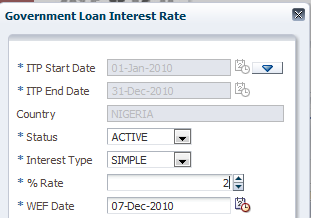 Government Loan Interest Rate
* ITP Start Date 01-Jan-2010
* ITP End Date 31-Dec-2010
Country NIGERIA
* Status ACTIVE
* Interest Type SIMPLE
* % Rate 2
* WEF Date 07-Dec-2010